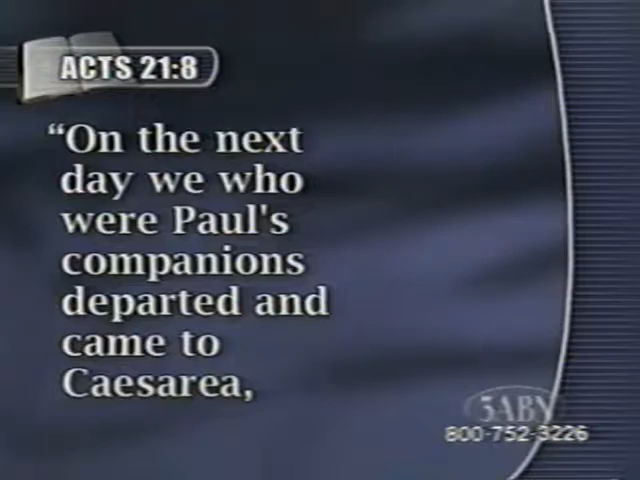 ACTS 21:8
“On the next
day we who
were Paul's
companions
departed and
came to
Caesarea,
3ABN
800-752-3226